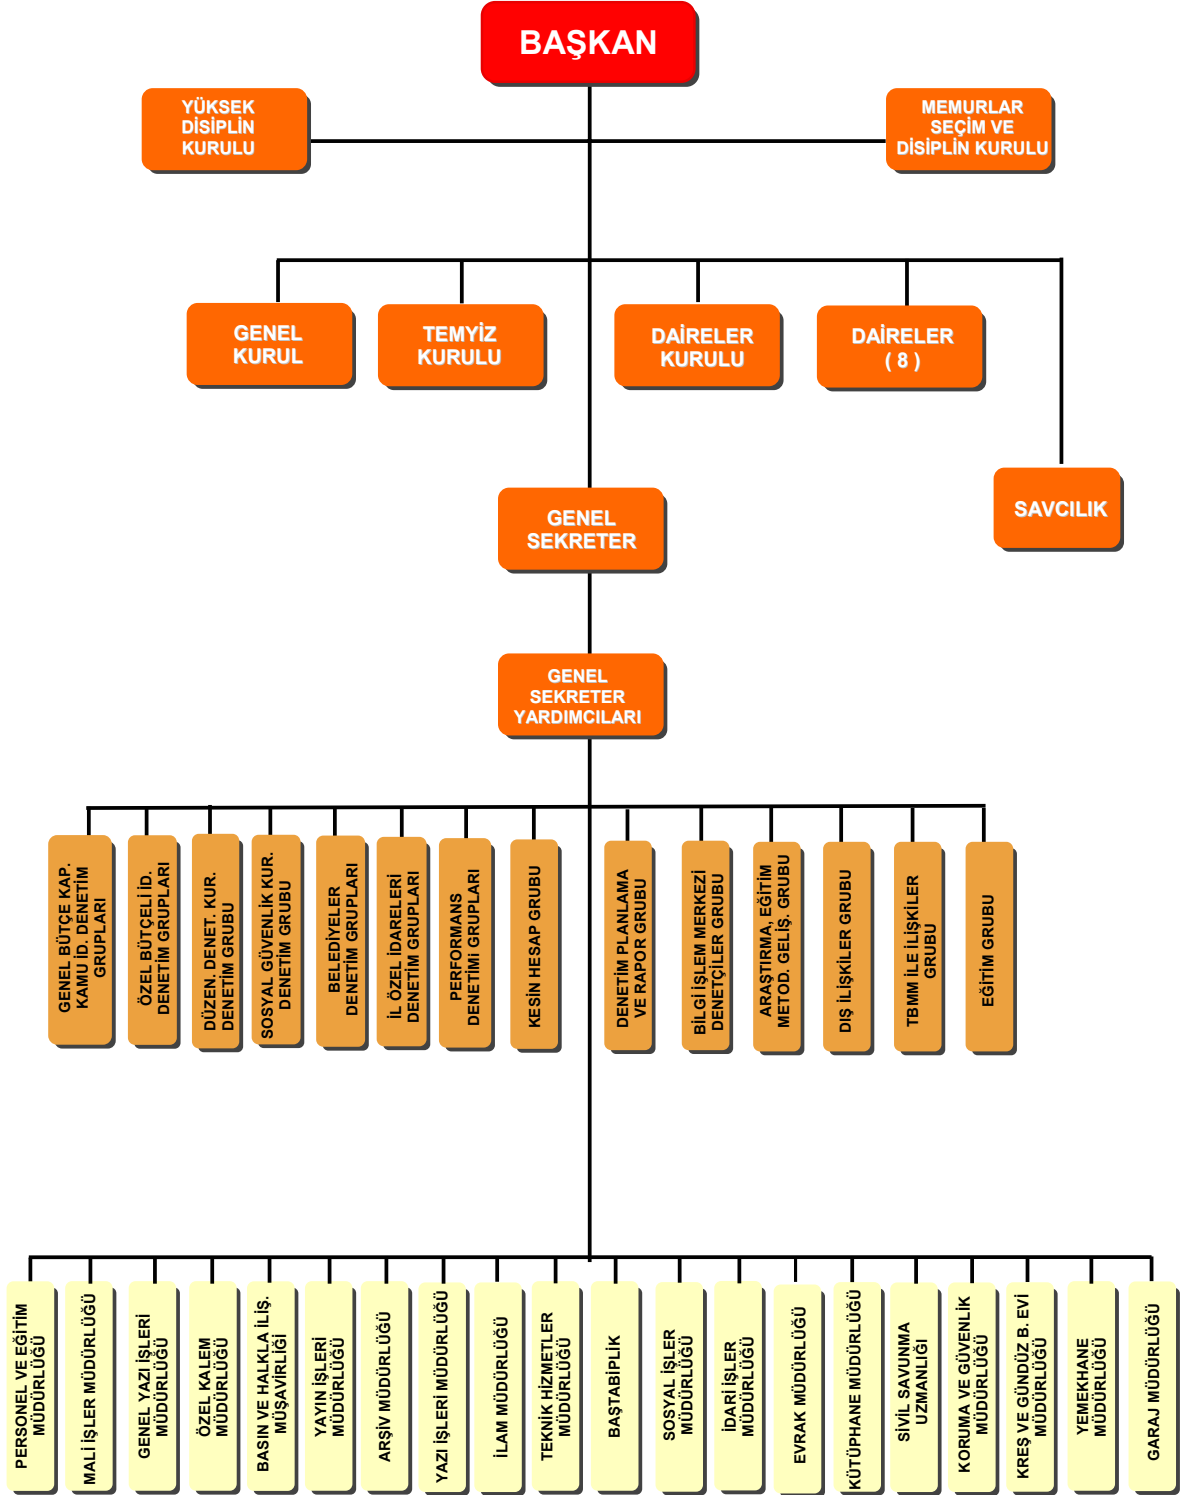 BAŞKAN
YÜKSEK
DİSİPLİN
KURULU
MEMURLAR
SEÇİM VE
DİSİPLİN KURULU
GENEL
KURUL
TEMYİZ
KURULU
DAİRELER
KURULU
DAİRELER
( 8 )
SAVCILIK
GENEL
SEKRETER
GENEL
SEKRETER
YARDIMCILARI
GENEL BÜTÇE KAP.
KAMU İD. DENETİM
GRUPLARI
ÖZEL BÜTÇELİ İD.
DENETİM GRUPLARI
DÜZEN. DENET. KUR.
DENETİM GRUBU
SOSYAL GÜVENLİK KUR.
DENETİM GRUBU
BELEDİYELER
DENETİM GRUPLARI
İL ÖZEL İDARELERİ
DENETİM GRUPLARI
PERFORMANS
DENETİMİ GRUPLARI
KESİN HESAP GRUBU
DENETİM PLANLAMA
VE RAPOR GRUBU
BİLGİ İŞLEM MERKEZİ
DENETÇİLER GRUBU
ARAŞTIRMA, EĞİTİM
METOD. GELİŞ. GRUBU
DIŞ İLİŞKİLER GRUBU
TBMM İLE İLİŞKİLER
GRUBU
EĞİTİM GRUBU
PERSONEL VE EĞİTİM
MÜDÜRLÜĞÜ
MALİ İŞLER MÜDÜRLÜĞÜ
GENEL YAZI İŞLERİ
MÜDÜRLÜĞÜ
ÖZEL KALEM
MÜDÜRLÜĞÜ
BASIN VE HALKLA İLİŞ.
MÜŞAVİRLİĞİ
YAYIN İŞLERİ
MÜDÜRLÜĞÜ
ARŞİV MÜDÜRLÜĞÜ
YAZI İŞLERİ MÜDÜRLÜĞÜ
İLAM MÜDÜRLÜĞÜ
TEKNİK HİZMETLER
MÜDÜRLÜĞÜ
BAŞTABİPLİK
SOSYAL İŞLER
MÜDÜRLÜĞÜ
İDARİ İŞLER
MÜDÜRLÜĞÜ
EVRAK MÜDÜRLÜĞÜ
KÜTÜPHANE MÜDÜRLÜĞÜ
SİVİL SAVUNMA
UZMANLIĞI
KORUMA VE GÜVENLİK
MÜDÜRLÜĞÜ
KREŞ VE GÜNDÜZ B. EVİ
MÜDÜRLÜĞÜ
YEMEKHANE
MÜDÜRLÜĞÜ
GARAJ MÜDÜRLÜĞÜ